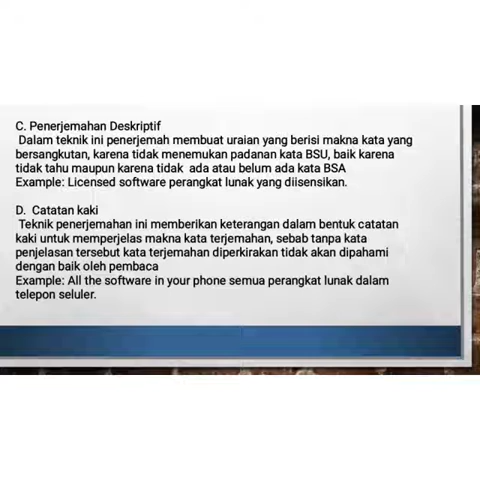 C. Penerjemahan Deskriptif
Dalam teknik ini penerjemah membuat uraian yang berisi makna kata yang
bersangkutan, karena tidak menemukan padanan kata BSU, baik karena
tidak tahu maupun karena tidak ada atau belum ada kata BSA
Example: Licensed software perangkat lunak yang diisensikan.
D. Catatan kaki
Teknik penerjemahan ini memberikan keterangan dalam bentuk catatan
kaki untuk memperjelas makna kata terjemahan, sebab tanpa kata
penjelasan tersebut kata terjemahan diperkirakan tidak akan dipahami
dengan baik oleh pembaca
Example: All the software in your phone semua perangkat lunak dalam
telepon seluler.